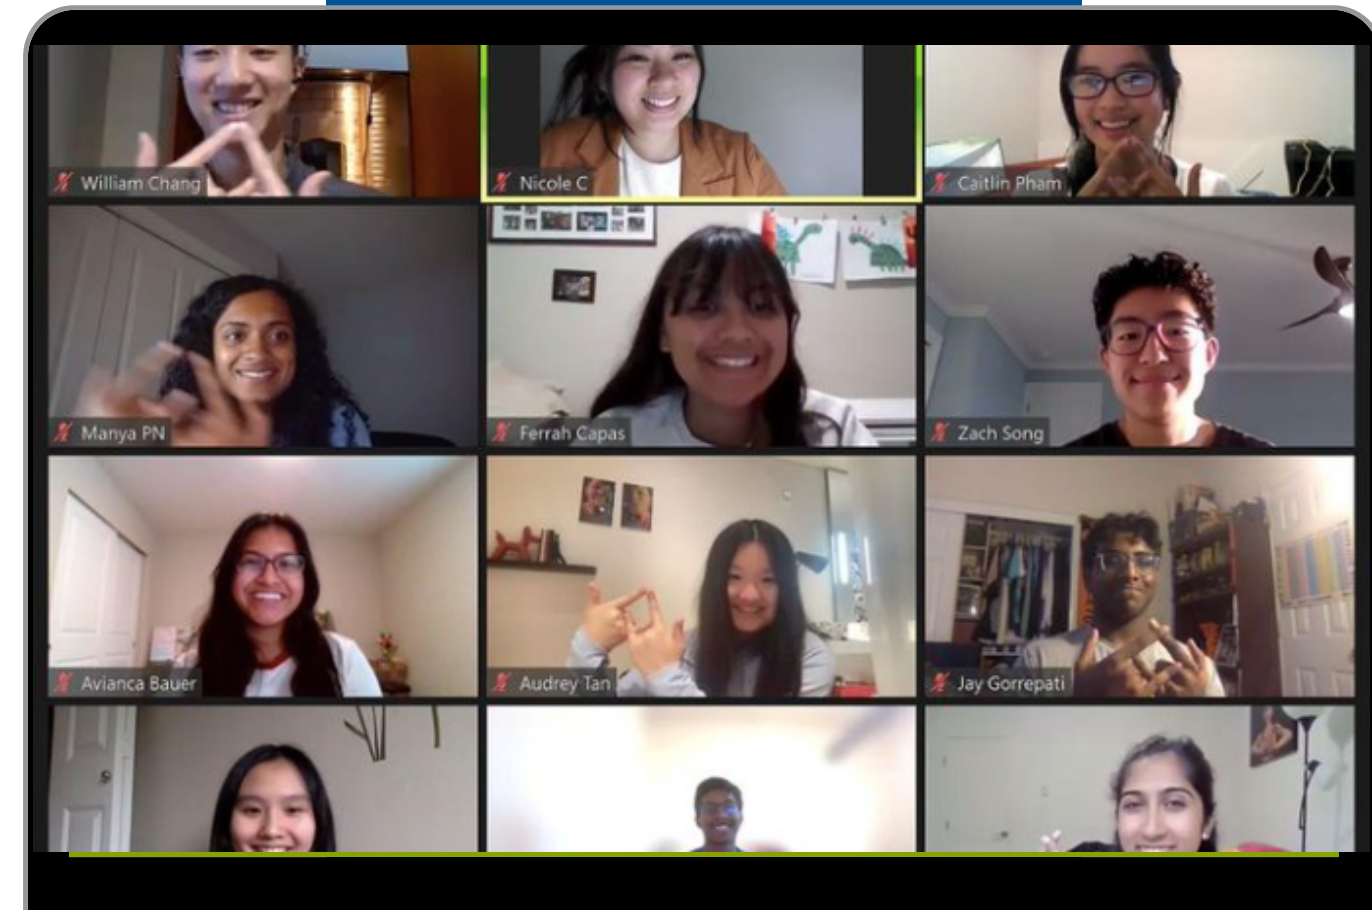 William Chang
Nicole C
Caitlin Pham
Manya PN
Ferrah Capas
Zach Song
Avianca Bauer
Audrey Tan
Jay Gorrepati